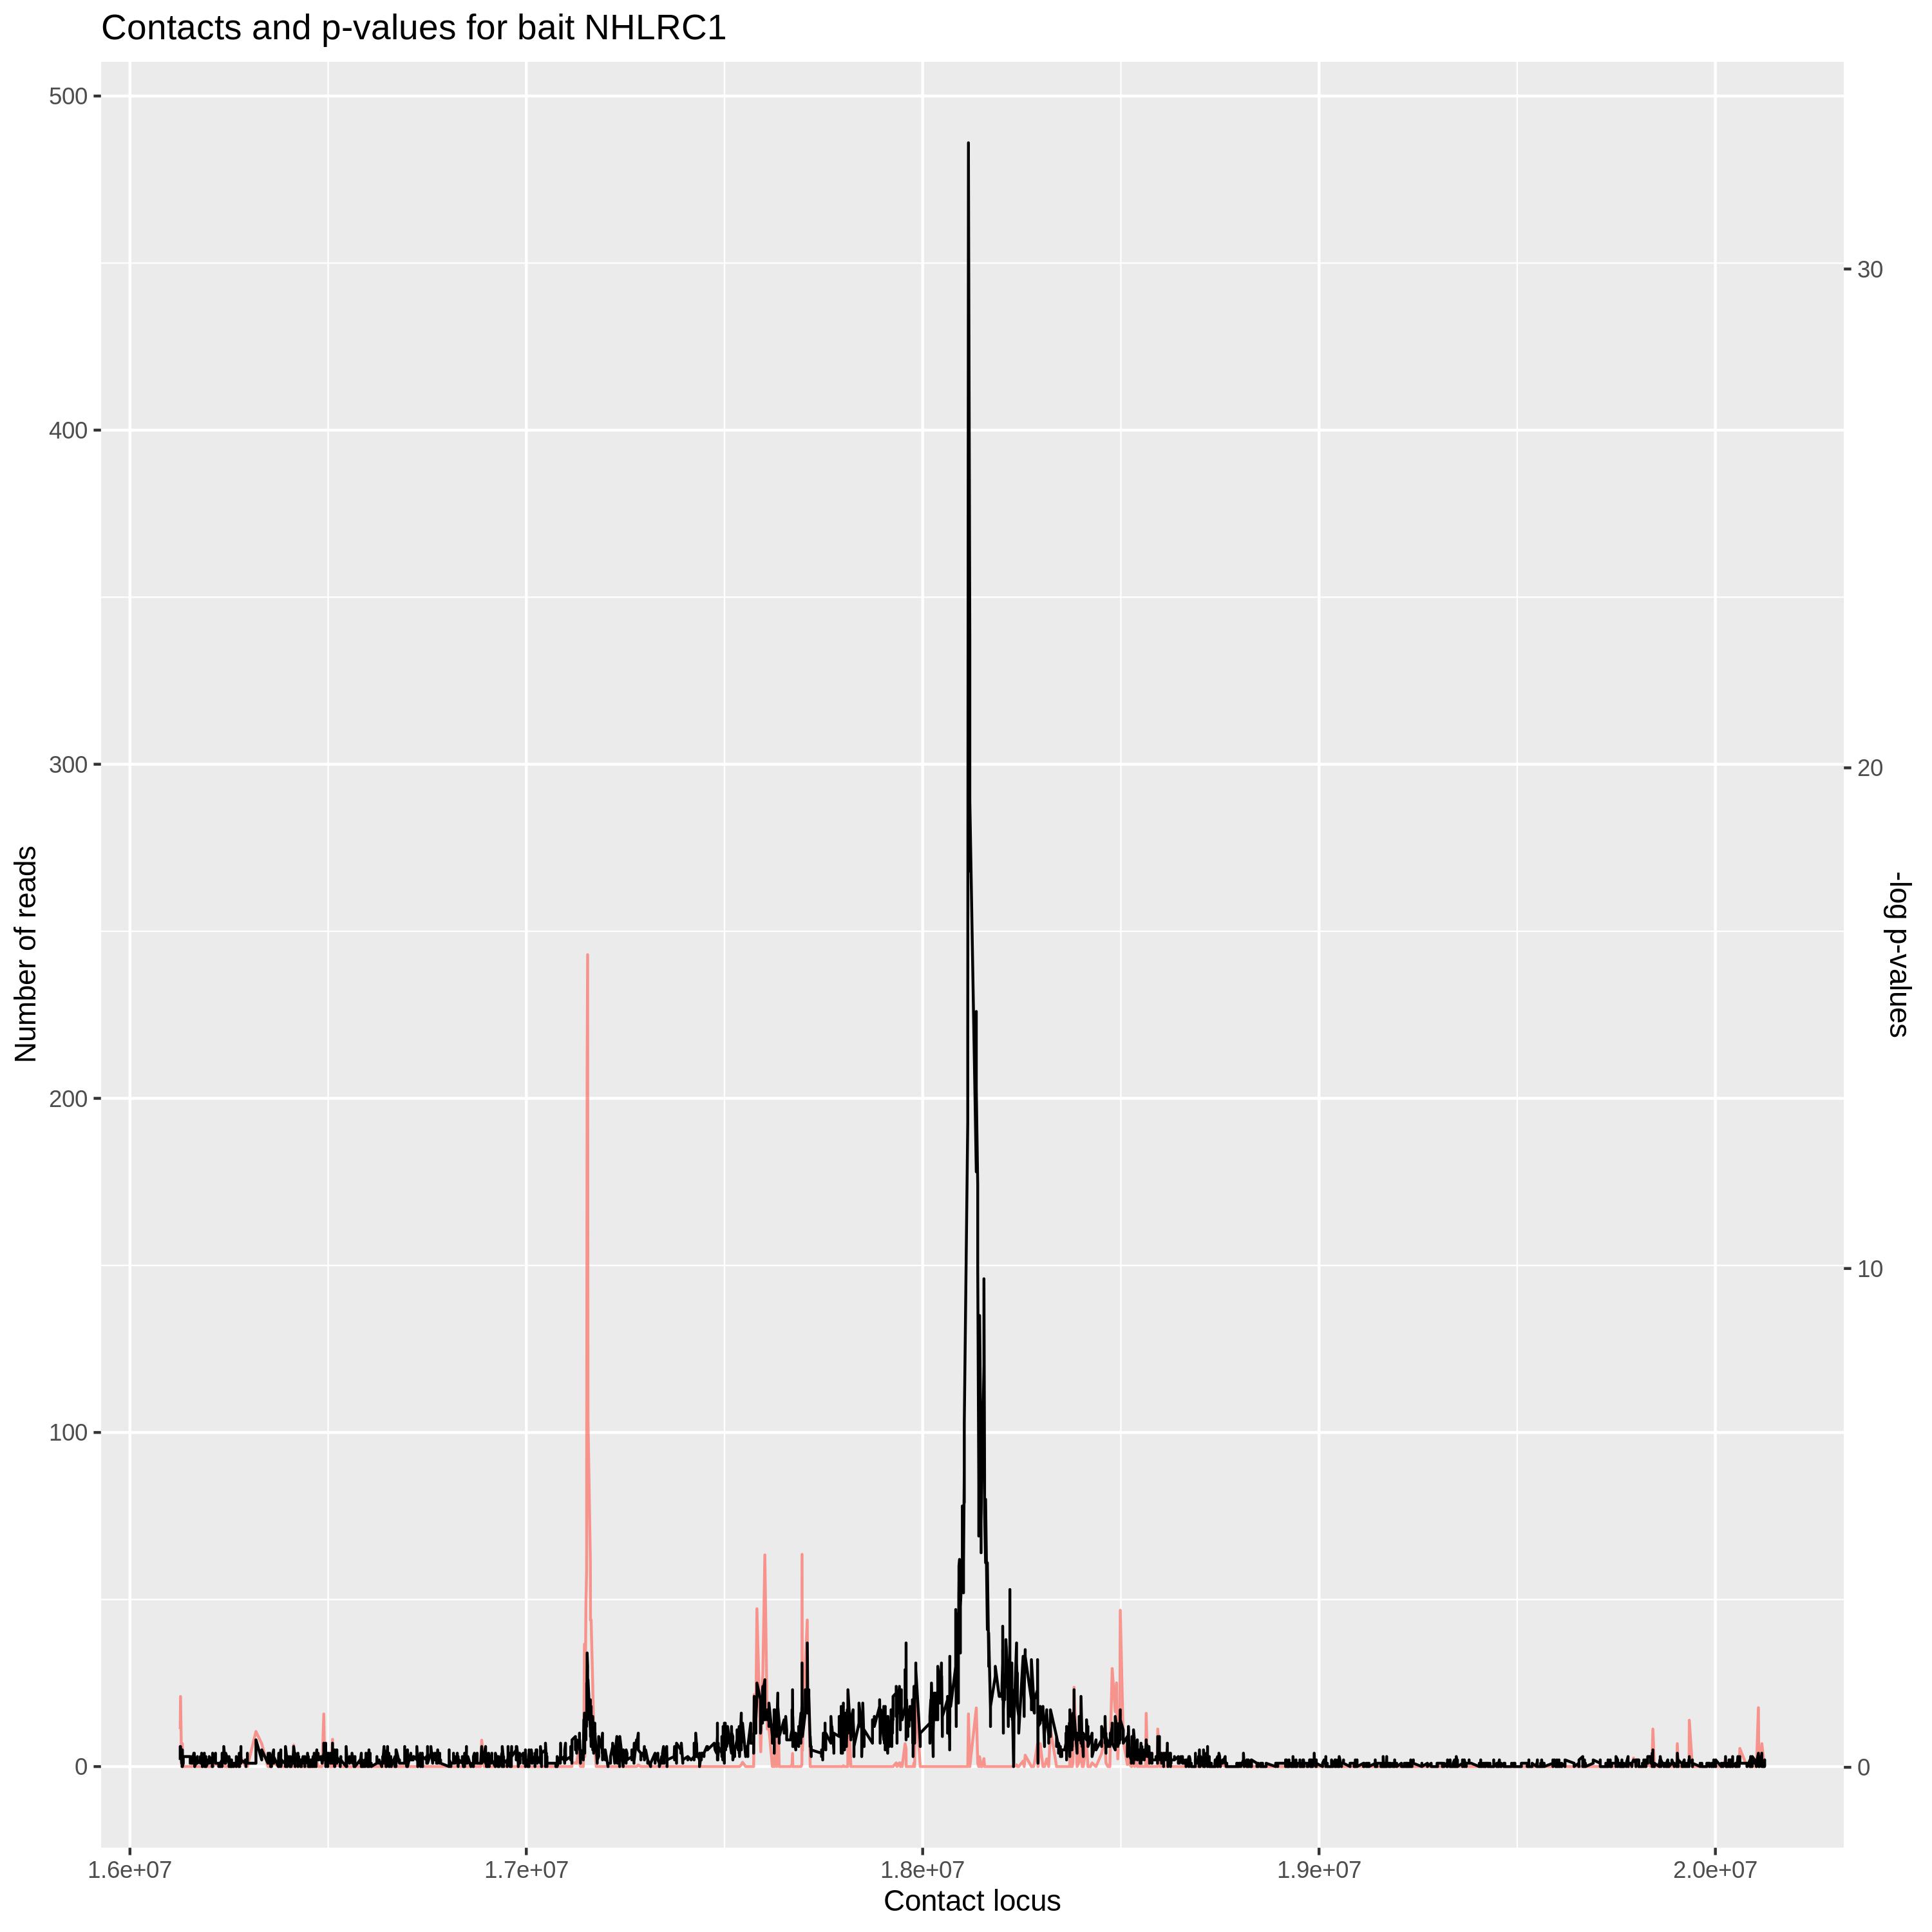 Contacts and p-values for bait NHLRC1
500
400
300
200
100
0
Number of reads
30
20
10
0
-log p-values
1.6e+07
1.7e+07
1.8e+07
1.9e+07
2.0e+07
Contact locus